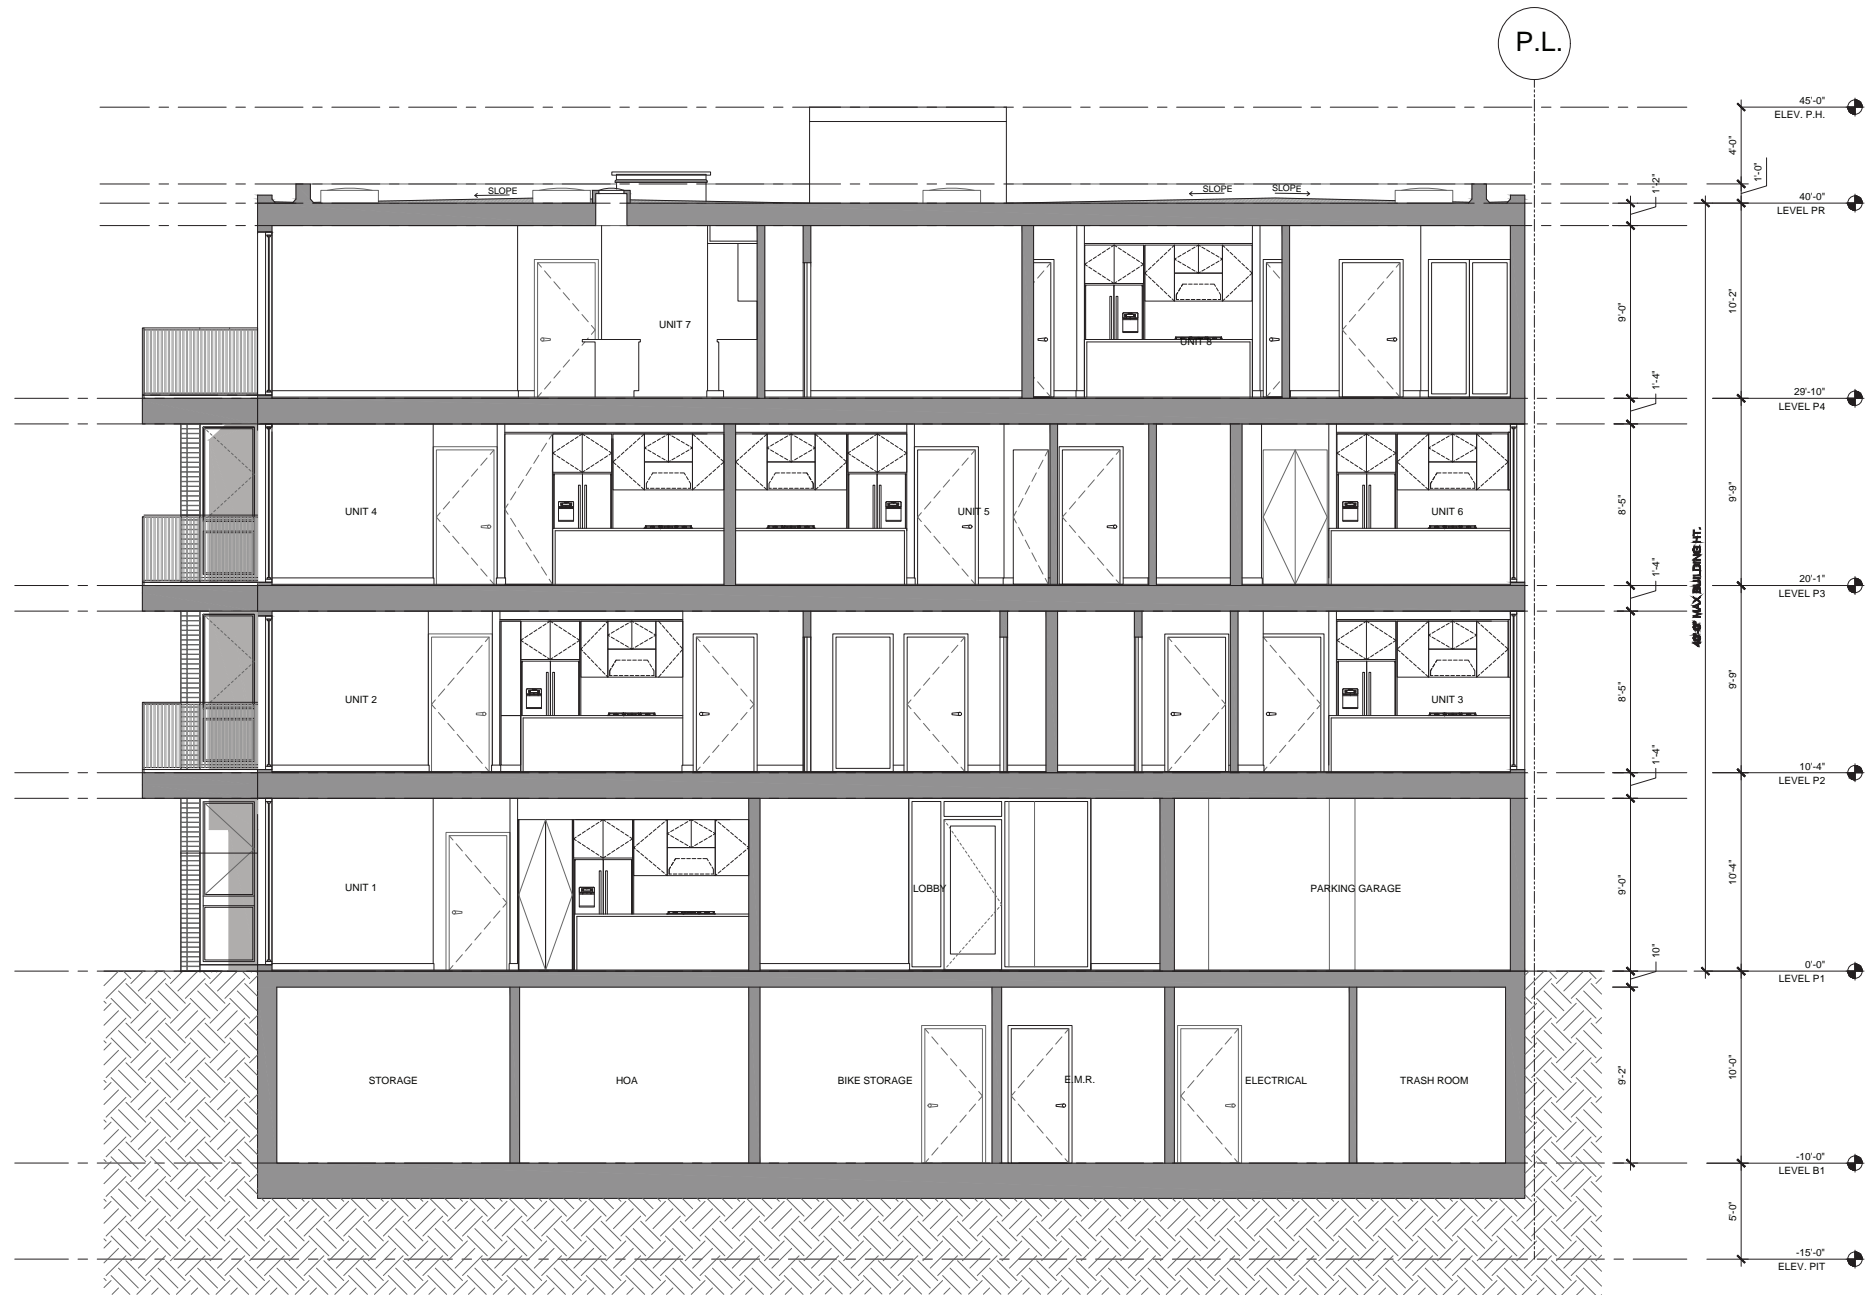 P.L.
45'-0"
ELEV. P.H.
4'-0"
1'-0"
1'-2"
SLOPE
SLOPE
SLOPE
40'-0"
LEVEL PR
9'-0"
10'-2"
UNIT 7
UNIT 8
1'-4"
29'-10"
LEVEL P4
8'-5"
9'-9"
UNIT 4
UNIT 5
UNIT 6
1'-4"
20'-1"
LEVEL P3
MAX BUILDING HT.
8'-5"
9'-9"
UNIT 2
UNIT 3
1'-4"
10'-4"
LEVEL P2
9'-0"
10'-4"
UNIT 1
LOBBY
PARKING GARAGE
10"
0'-0"
LEVEL P1
9'-2"
10'-0"
STORAGE
HOA
BIKE STORAGE
E.M.R.
ELECTRICAL
TRASH ROOM
-10'-0"
LEVEL B1
5'-0"
-15'-0"
ELEV. PIT